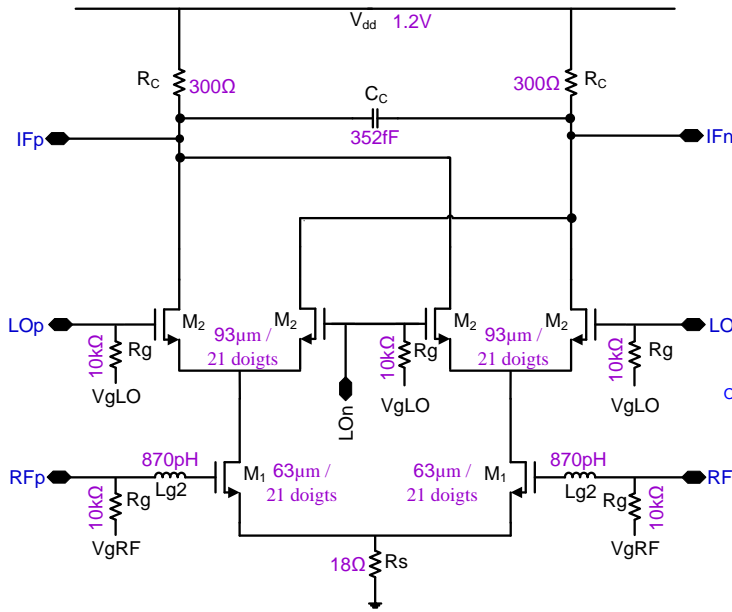 Vdd 1.2V
RC 300Ω
300Ω RC
CC
352fF
IFp
IFn
LOp
M2
M2
M2
M2
LO
93µm /
21 doigts
93µm /
21 doigts
10kΩ
Rg
VgLO
LOn
10kΩ
Rg
VgLO
10kΩ
Rg
VgLO
RFp
870pH
Lg2
M1
63µm /
21 doigts
63µm /
21 doigts
M1
870pH
Lg2
RF
10kΩ
Rg
VgRF
Rg
10kΩ
VgRF
18Ω Rs